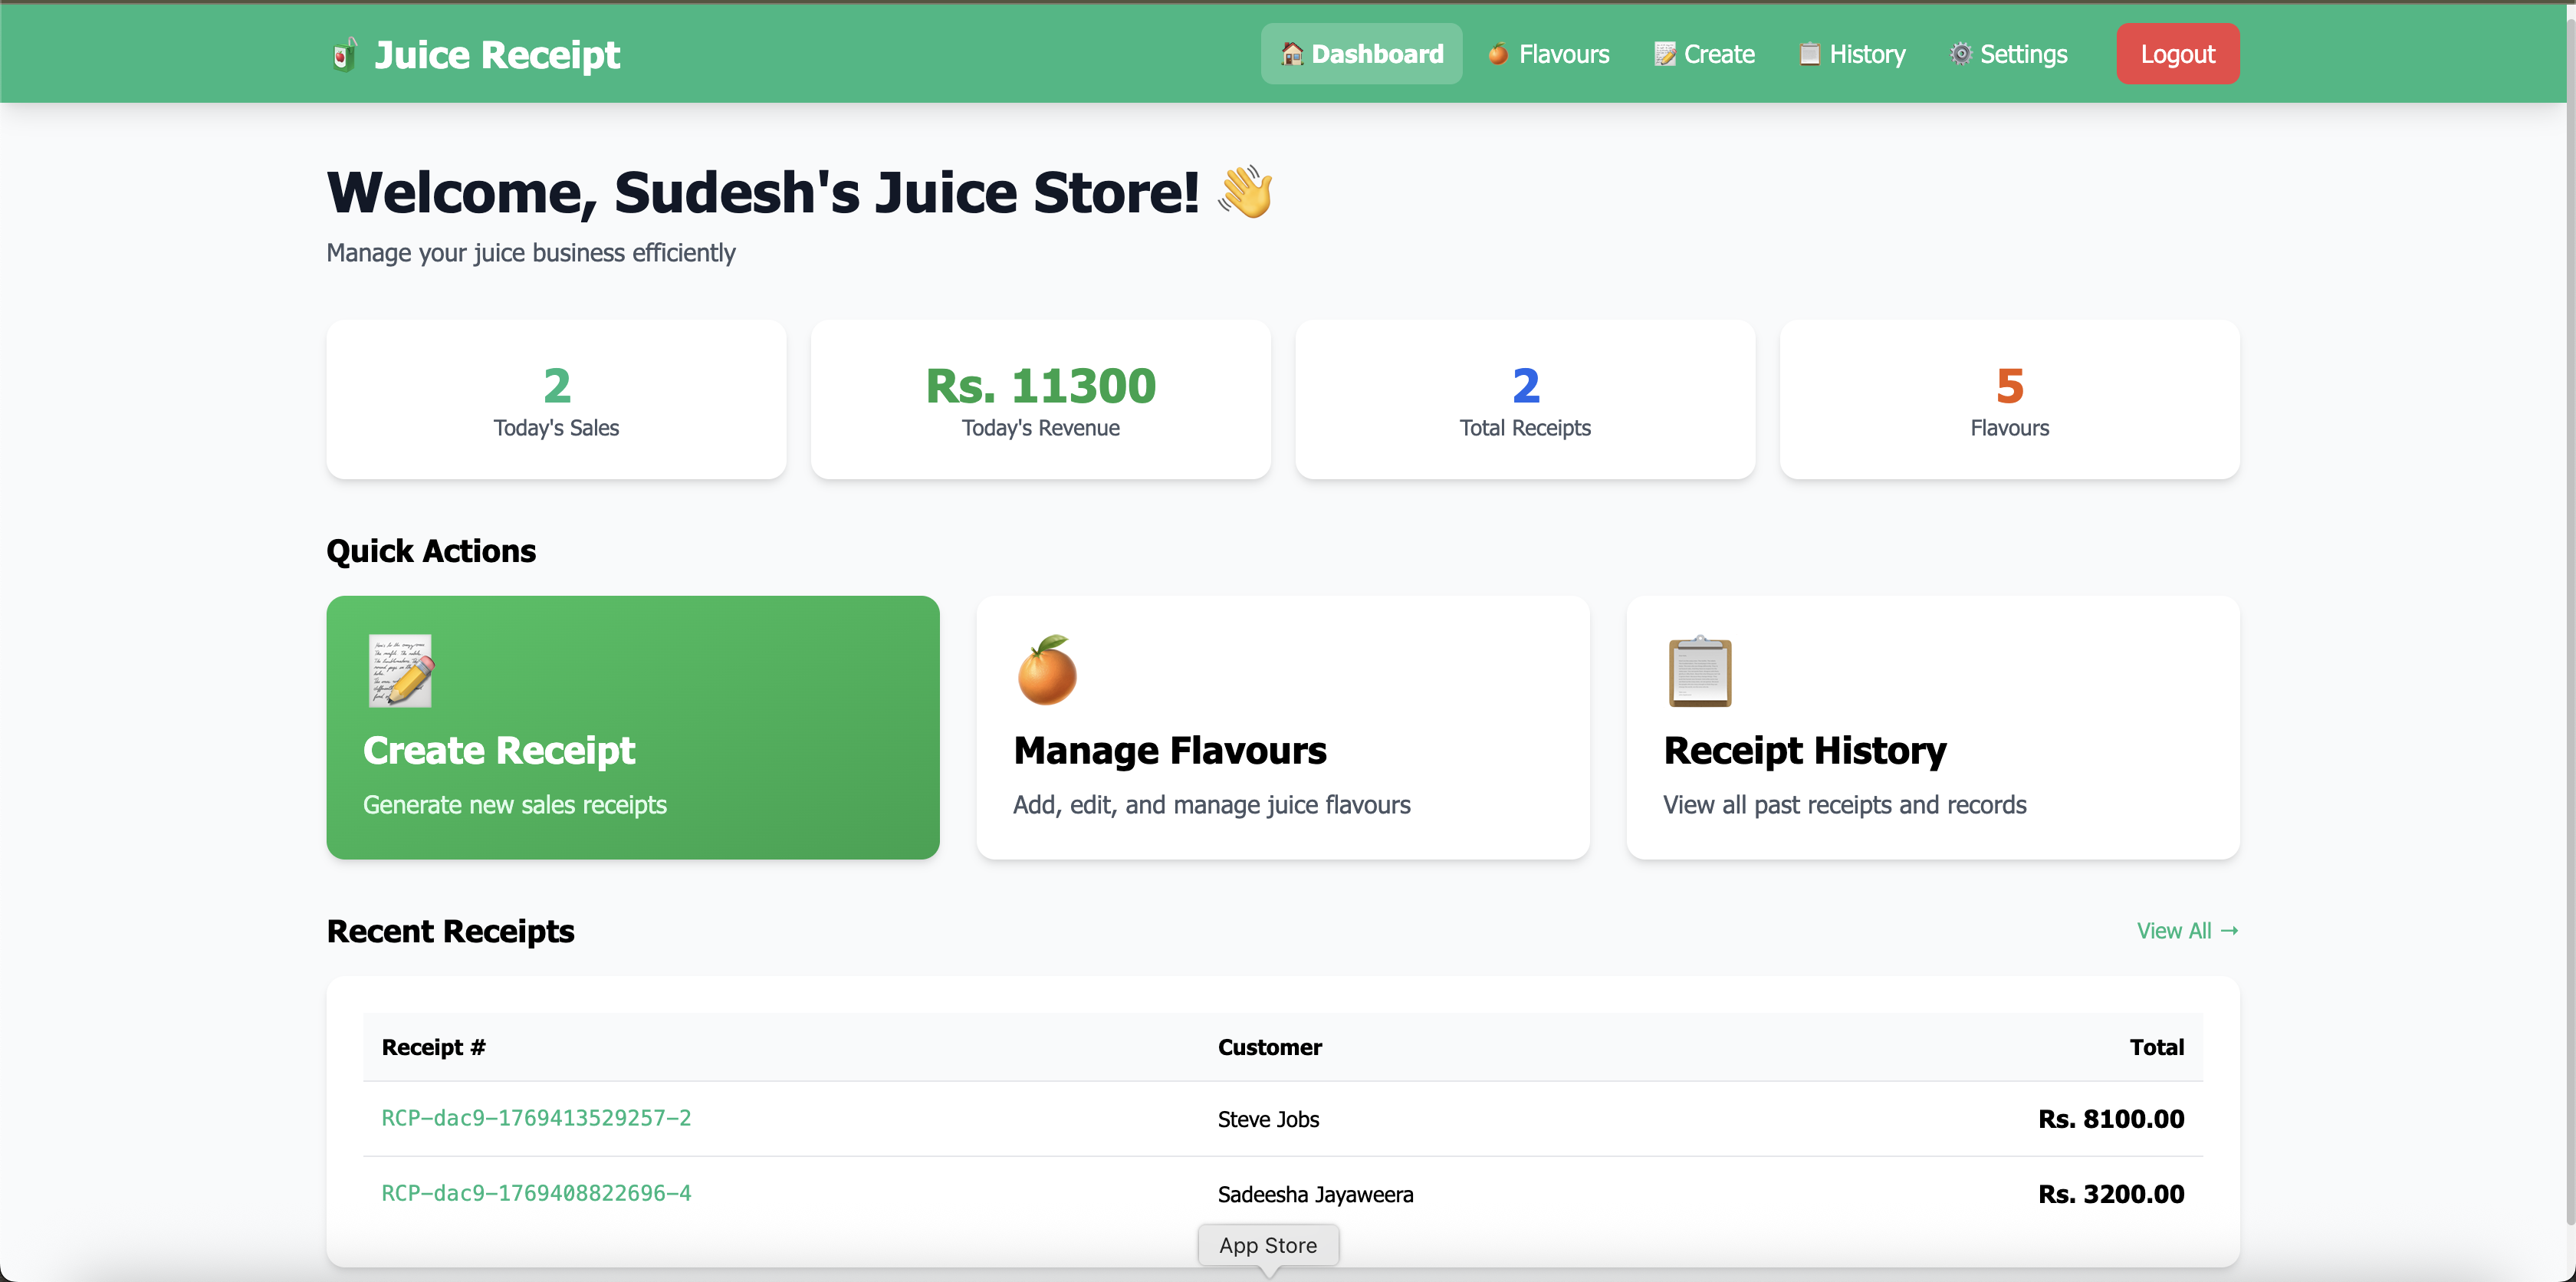 Juice Receipt
Dashboard Flavours Create History Settings Logout
Welcome, Sudesh's Juice Store!
Manage your juice business efficiently
2 Rs. 11300 2 5
Today's Sales Today's Revenue Total Receipts Flavours
Quick Actions
Create Receipt
Generate new sales receipts
Manage Flavours
Add, edit, and manage juice flavours
Receipt History
View all past receipts and records
Recent Receipts
View All →
Receipt # Customer Total
RCP-dac9-1769413529257-2 Steve Jobs Rs. 8100.00
RCP-dac9-1769408822696-4 Sadeesha Jayaweera Rs. 3200.00
App Store